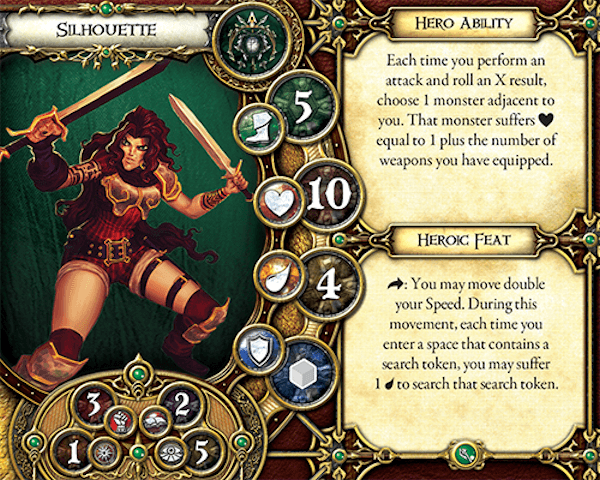 Silhouette
5
10
4
3
2
1
5
Hero Ability
Each time you perform an
attack and roll an X result,
choose 1 monster adjacent to
you. That monster suffers ♥
equal to 1 plus the number of
weapons you have equipped.
Heroic Feat
: You may move double
your Speed. During this
movement, each time you
enter a space that contains a
search token, you may suffer
1 to search that search token.